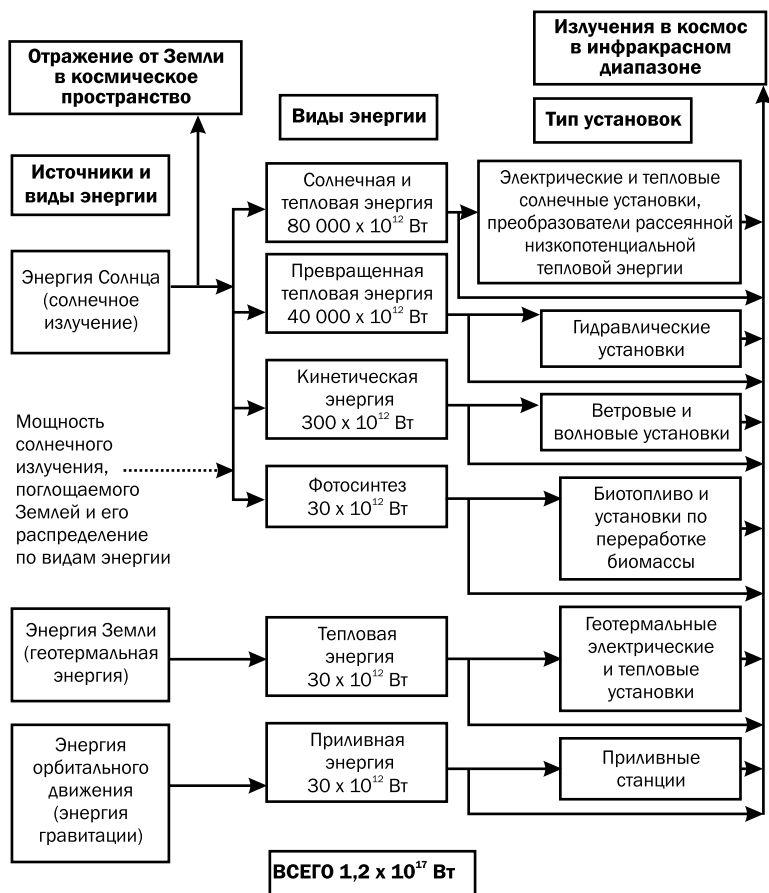 Отражение от Земли
в космическое
пространство
Излучения в космос
в инфракрасном
диапазоне
Виды энергии
Тип установок
Источники и
виды энергии
Энергия Солнца
(солнечное
излучение)
Солнечная и
тепловая энергия
80 000 x 10¹² Вт
Электрические и тепловые
солнечные установки,
преобразователи рассеянной
низкопотенциальной
тепловой энергии
Превращенная
тепловая энергия
40 000 x 10¹² Вт
Гидравлические
установки
Кинетическая
энергия
300 x 10¹² Вт
Ветровые и
волновые установки
Мощность
солнечного
излучения,
поглощаемого
Землей и его
распределение
по видам энергии
Фотосинтез
30 x 10¹² Вт
Биотопливо и
установки по
переработке
биомассы
Энергия Земли
(геотермальная
энергия)
Тепловая
энергия
30 x 10¹² Вт
Геотермальные
электрические
и тепловые
установки
Энергия
орбитального
движения
(энергия
гравитации)
Приливная
энергия
30 x 10¹² Вт
Приливные
станции
ВСЕГО 1,2 x 10¹⁷ Вт